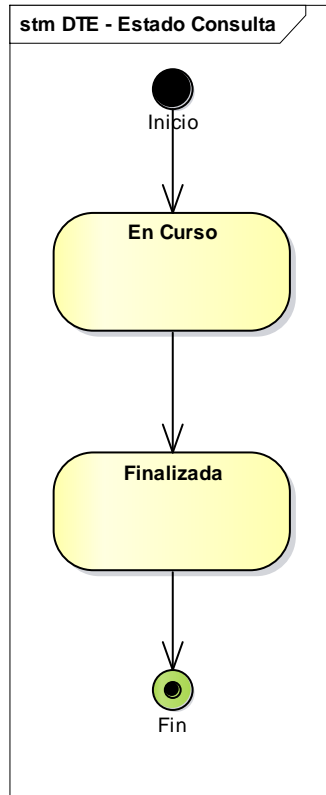 stm DTE - Estado Consulta
Inicio
En Curso
Finalizada
Fin